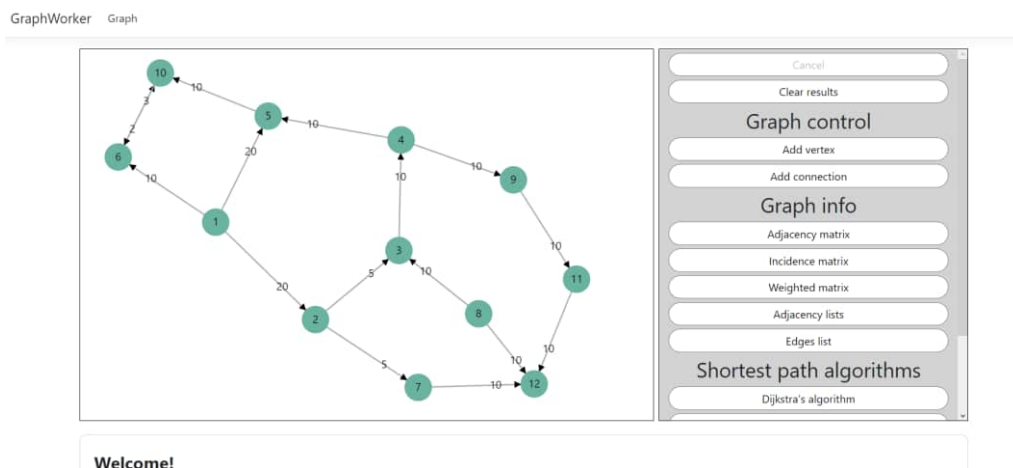 GraphWorker Graph
Cancel
Clear results
Graph control
Add vertex
Add connection
Graph info
Adjacency matrix
Incidence matrix
Weighted matrix
Adjacency lists
Edges list
Shortest path algorithms
Dijkstra's algorithm
10
10
3
5
10
2
4
20
6
10
10
10
9
1
10
3
5
10
11
20
8
2
10
10
5
7
10
12
Welcome!